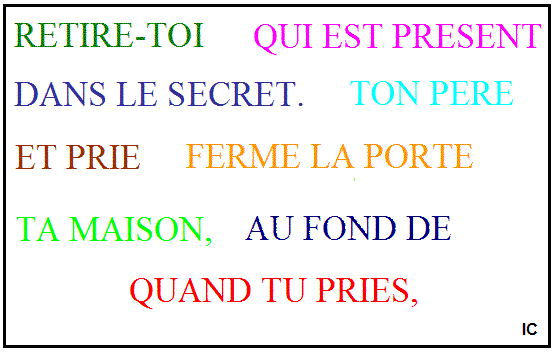 RETIRE-TOI QUI EST PRESENT
DANS LE SECRET. TON PERE
ET PRIE FERME LA PORTE
TA MAISON, AU FOND DE
QUAND TU PRIES,
IC